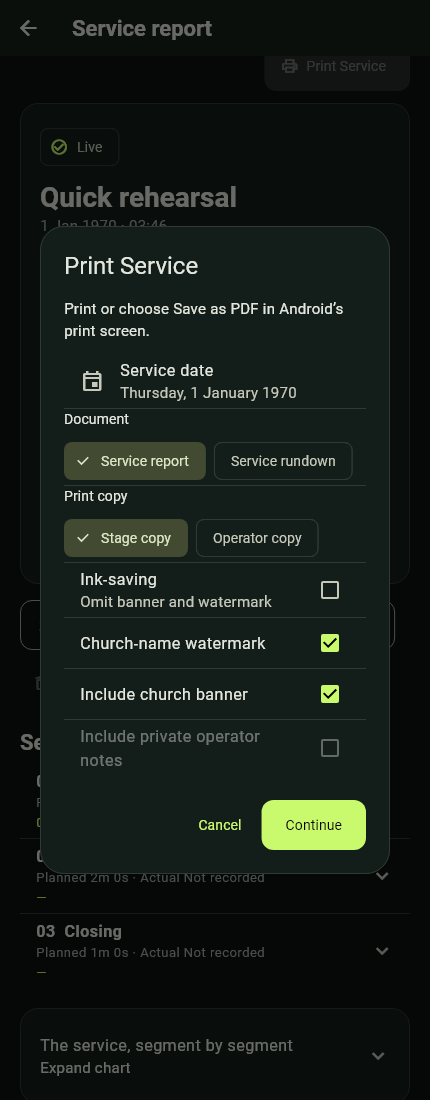 Service report
Print Service
Live
Quick rehearsal
1 Jan 1970 · 03:46
Print Service
Print or choose Save as PDF in Android's
print screen.
Service date
Thursday, 1 January 1970
Document
Service report
Service rundown
Print copy
Stage copy
Operator copy
Ink-saving
Omit banner and watermark
Church-name watermark
Include church banner
Include private operator
notes
Cancel
Continue
Planned 2m 0s · Actual Not recorded
—
03 Closing
Planned 1m 0s · Actual Not recorded
—
The service, segment by segment
Expand chart